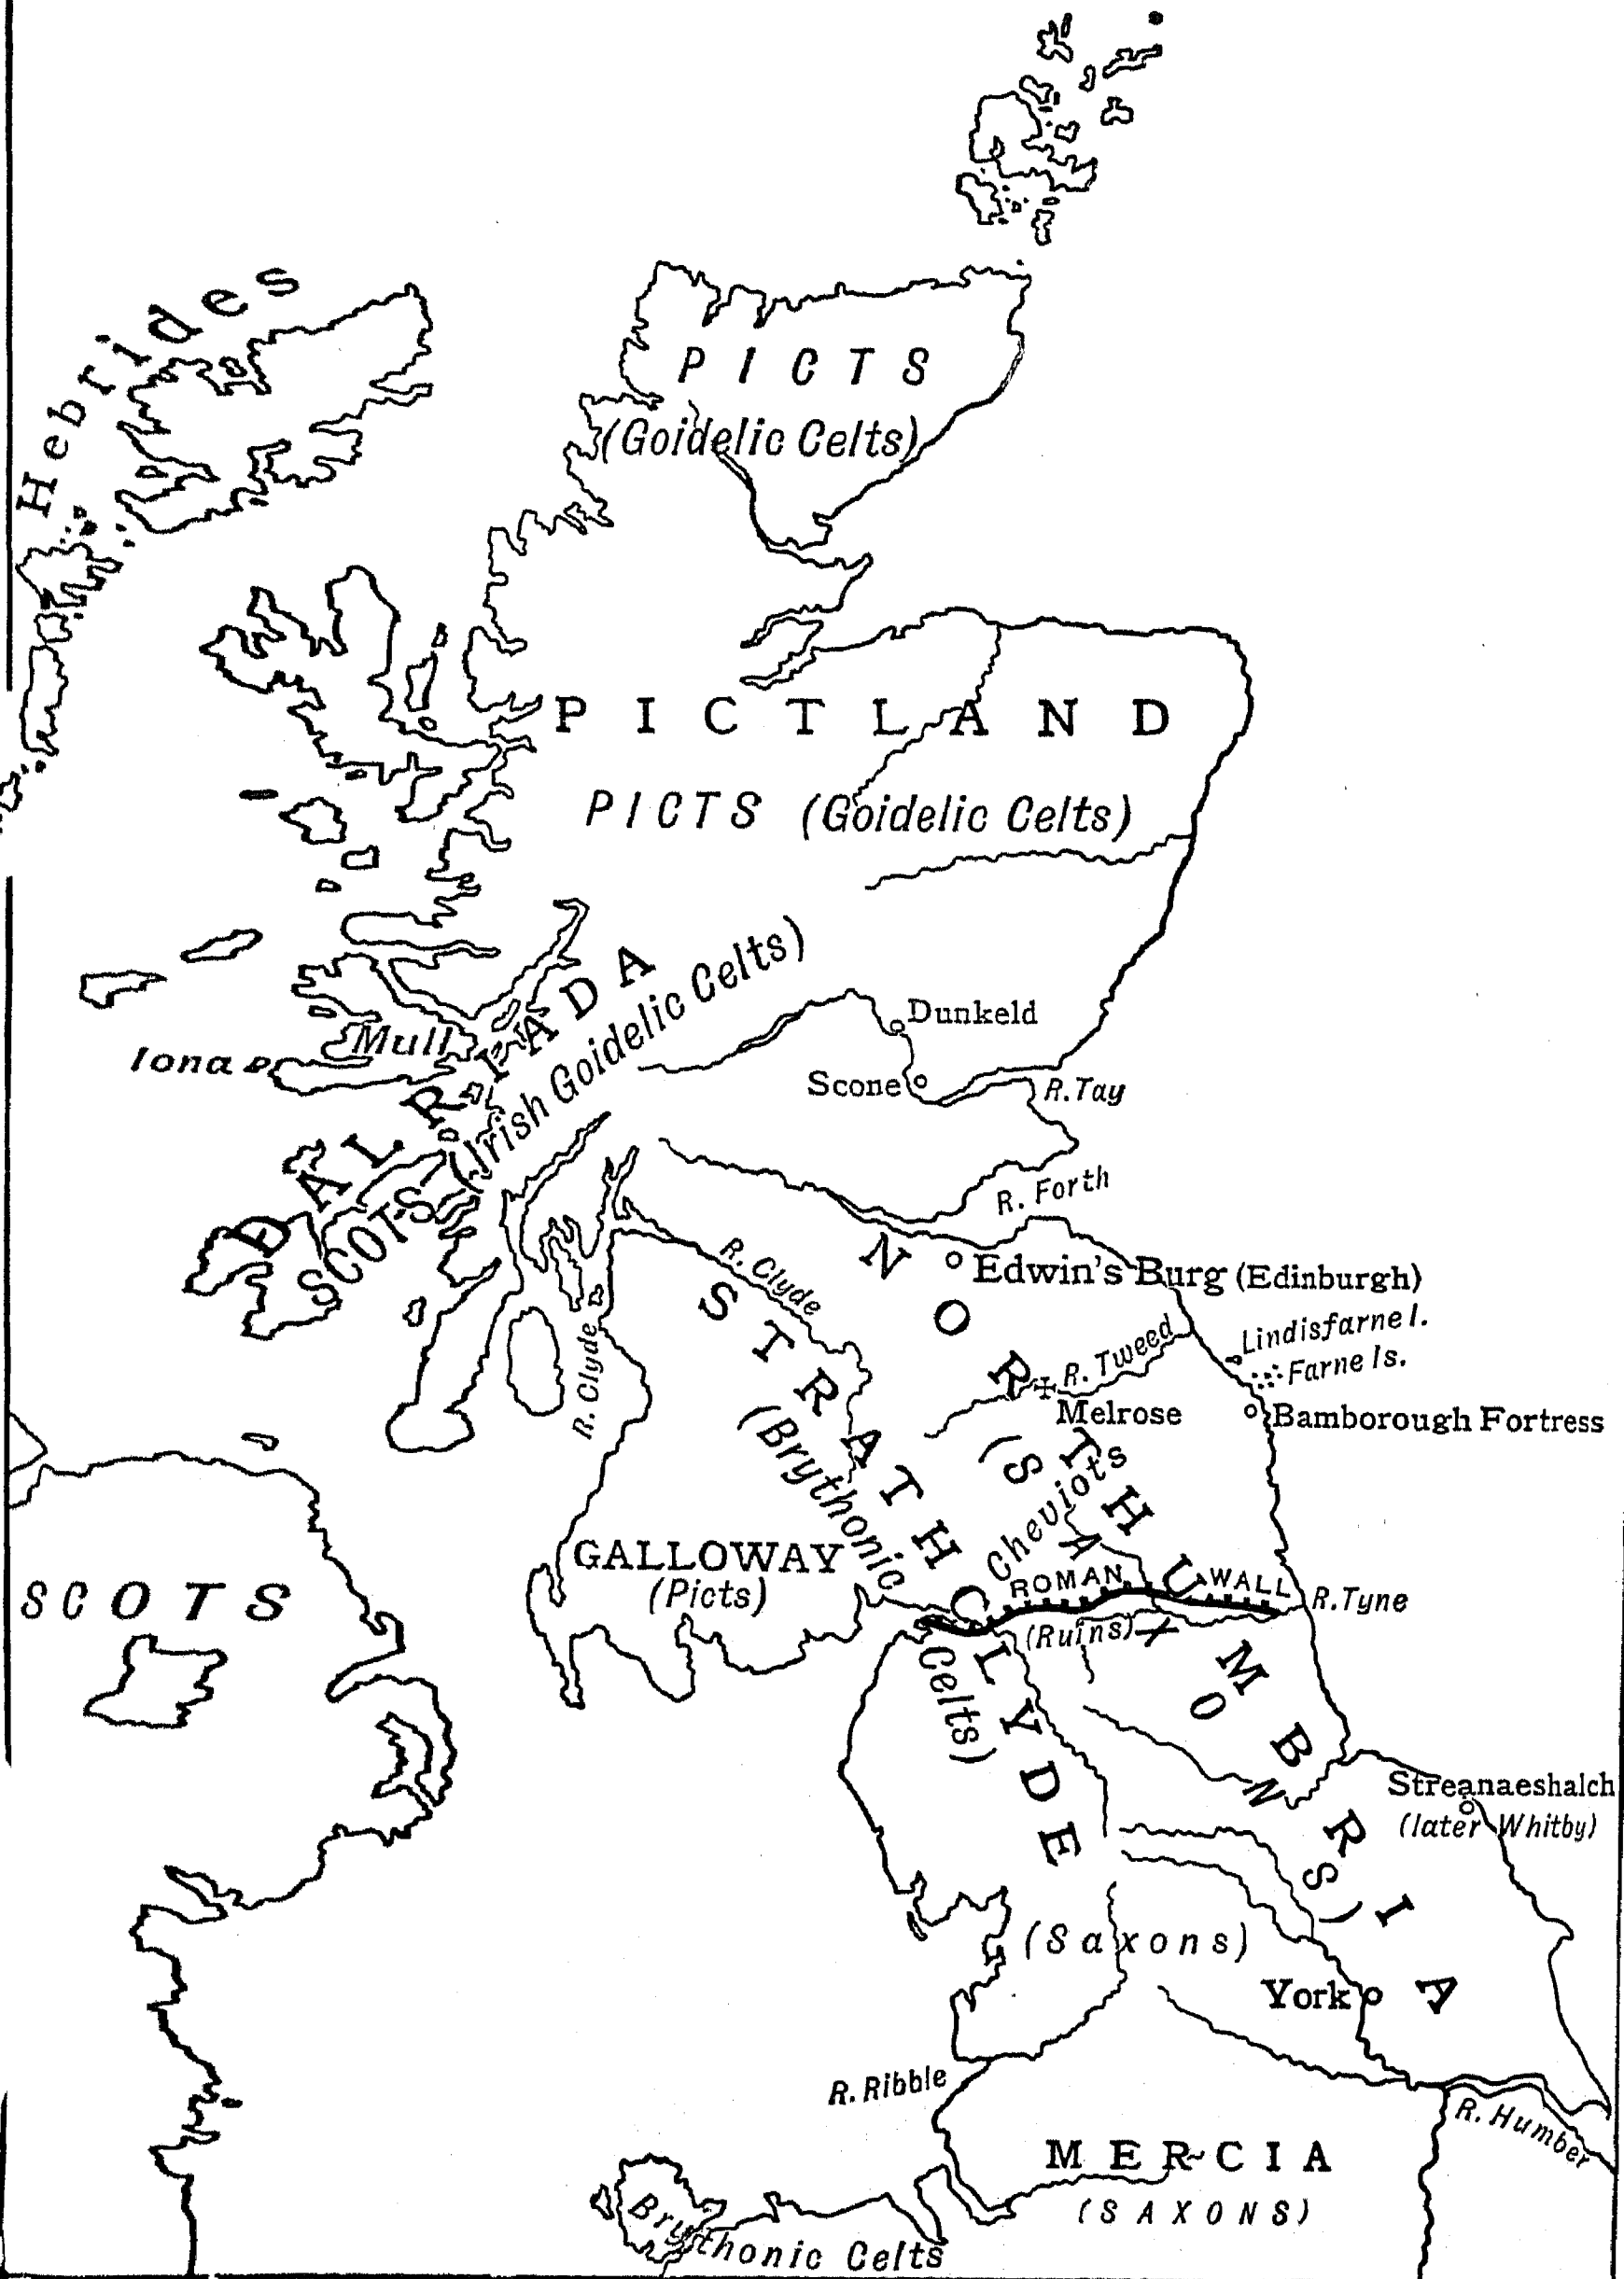 Hebrides
PICTS
(Goidelic Celts)
PICTLAND
PICTS (Goidelic Celts)
DALRIADA
SCOTS (Irish Goidelic Celts)
Mull
Iona
Dunkeld
Scone
R. Tay
R. Forth
Edwin's Burg (Edinburgh)
R. Clyde
R. Clyde
Lindisfarne I.
Farne Is.
R. Tweed
Melrose
Bamborough Fortress
NORTHUMBRIA
(SAXONS)
STRATHCLYDE
(Brythonic Celts)
Cheviots
GALLOWAY
(Picts)
ROMAN WALL
(Ruins)
R. Tyne
SCOTS
Streanaeshalch
(later Whitby)
(Saxons)
York
R. Ribble
R. Humber
MERCIA
(SAXONS)
Brythonic Celts